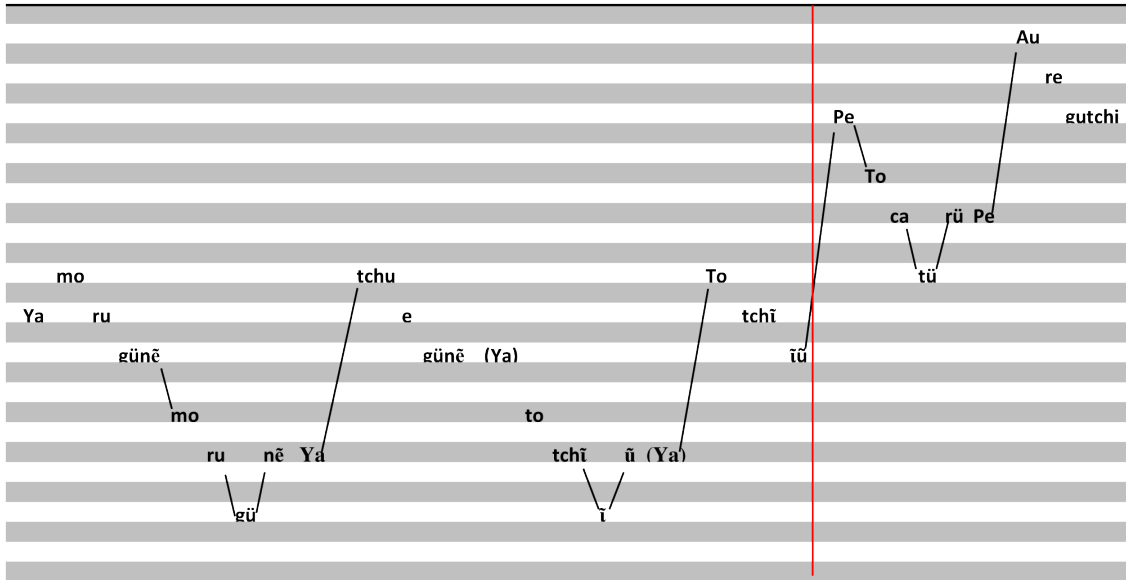 Au
re
Pe gutchi
To
ca rü Pe
mo tchu To tü
Ya ru e tchĩ
günẽ günẽ (Ya) ĩũ
mo to
ru nẽ Ya tchĩ ũ (Ya)
gü ĩ